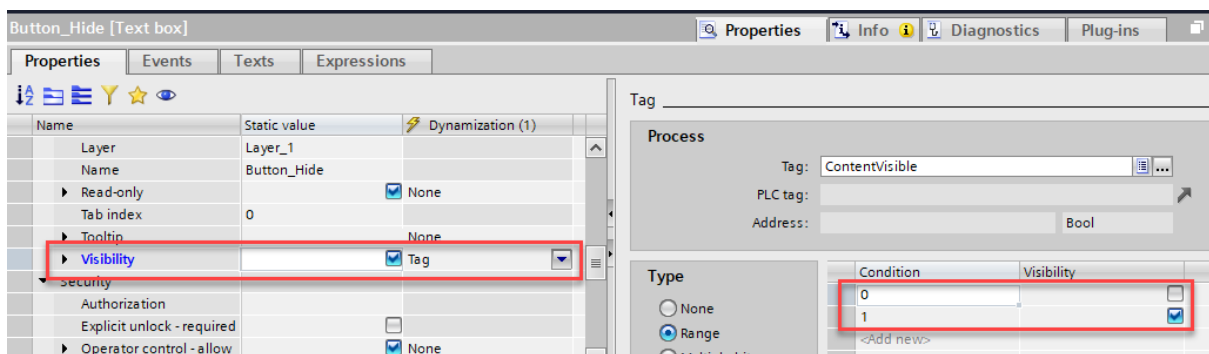 Button_Hide [Text box]
Properties Info Diagnostics Plug-ins
Properties Events Texts Expressions
Name Static value Dynamization (1)
Layer Layer_1
Name Button_Hide
Read-only None
Tab index 0
Tooltip None
Visibility Tag
Security
Authorization
Explicit unlock - required
Operator control - allow None
Tag
Process
Tag: ContentVisible
PLC tag:
Address: Bool
Type
None
Range
Condition Visibility
0
1
<Add new>